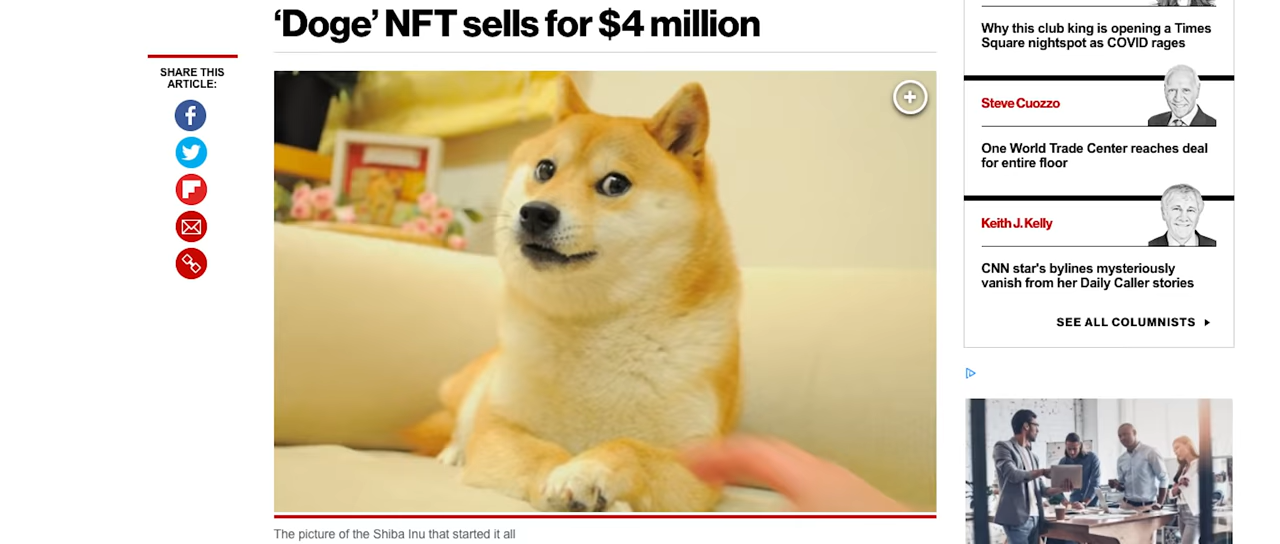 ‘Doge’ NFT sells for $4 million
SHARE THIS
ARTICLE:
The picture of the Shiba Inu that started it all
Why this club king is opening a Times
Square nightspot as COVID rages
Steve Cuozzo
One World Trade Center reaches deal
for entire floor
Keith J. Kelly
CNN star's bylines mysteriously
vanish from her Daily Caller stories
SEE ALL COLUMNISTS